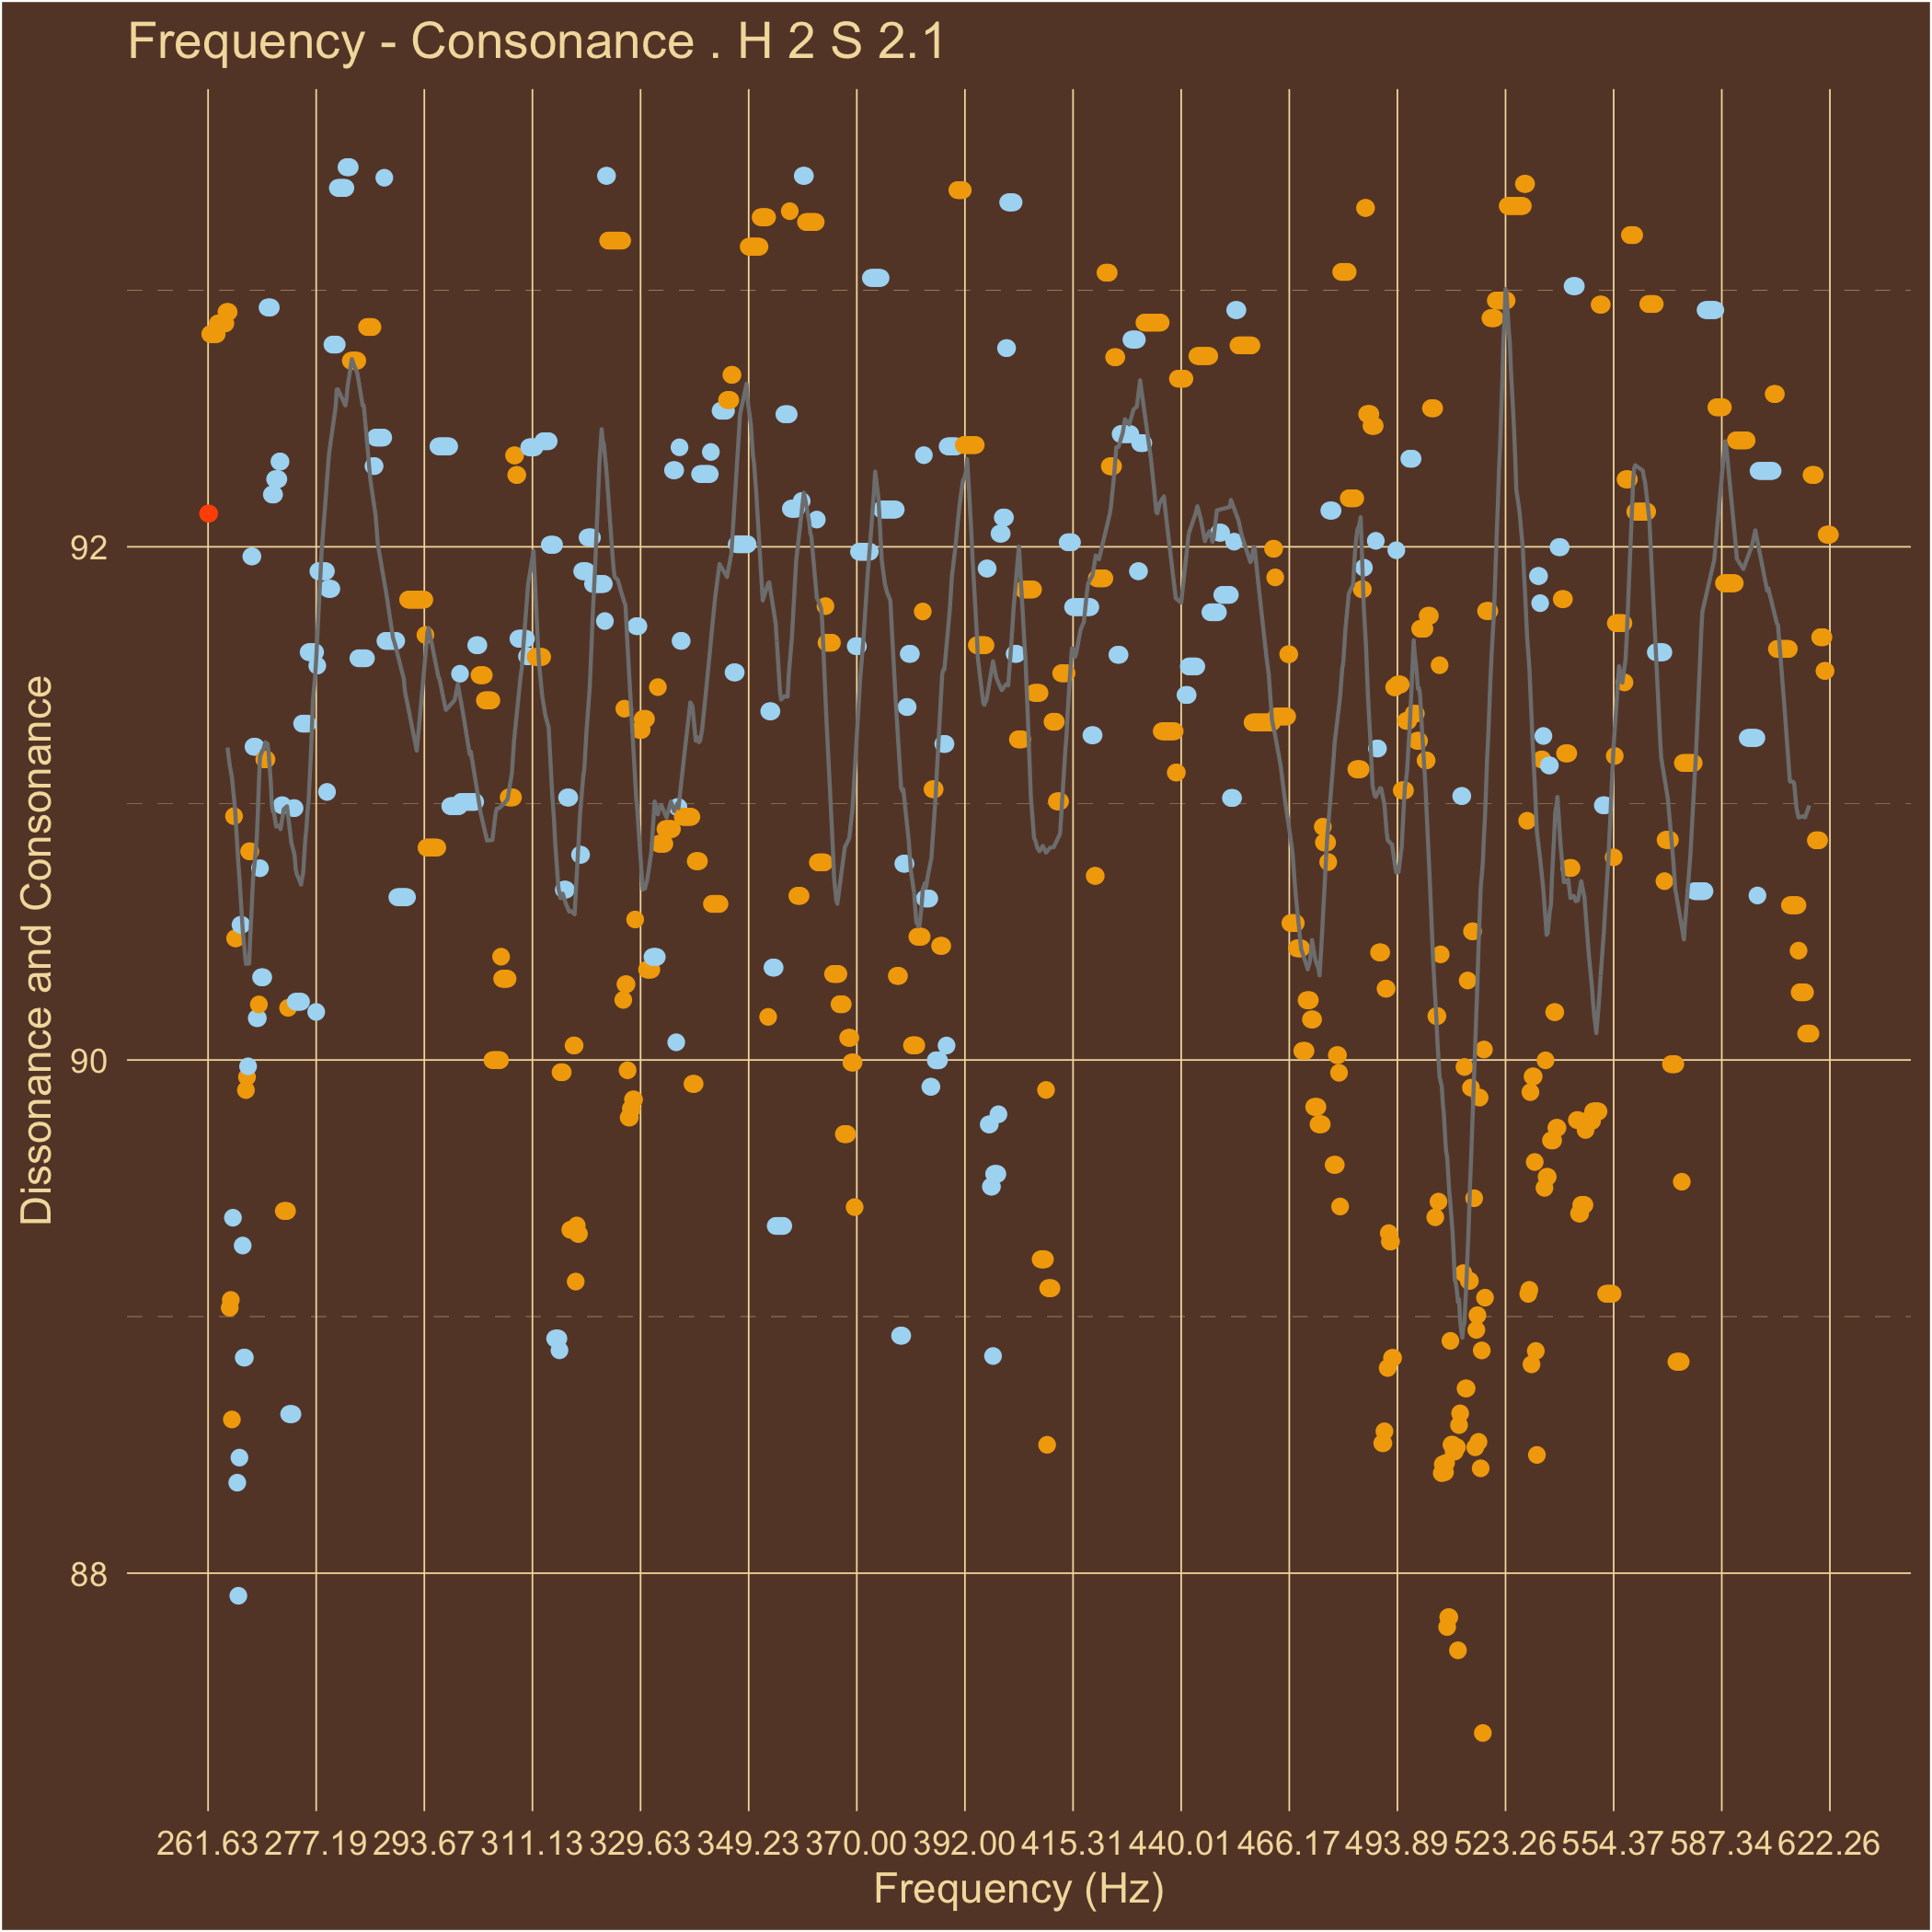 Frequency - Consonance . H 2 S 2.1
Dissonance and Consonance
92
90
88
261.63 277.19 293.67 311.13 329.63 349.23 370.00 392.00 415.31 440.01 466.17 493.89 523.26 554.37 587.34 622.26
Frequency (Hz)